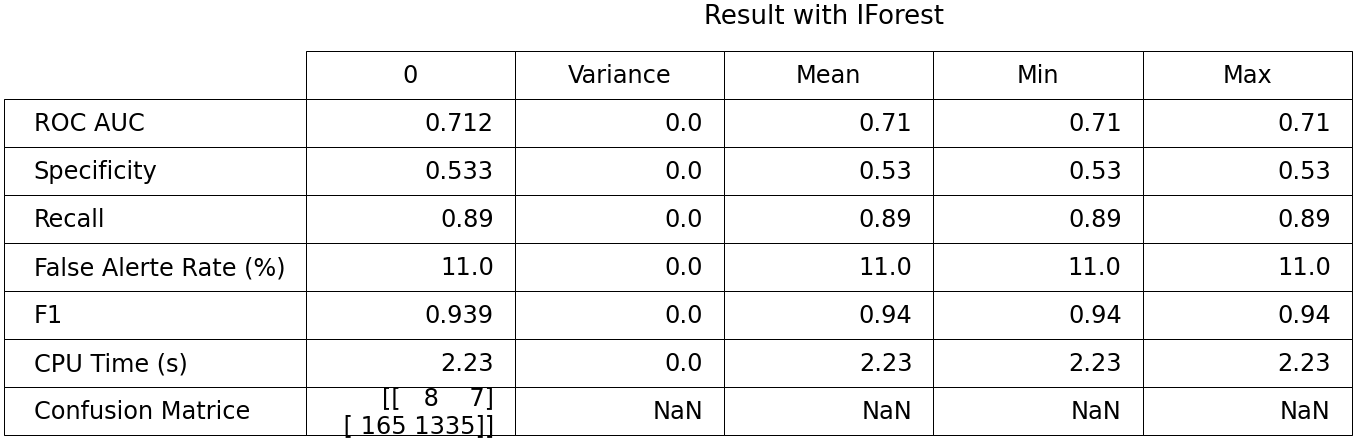 Result with IForest
0 Variance Mean Min Max
ROC AUC 0.712 0.0 0.71 0.71 0.71
Specificity 0.533 0.0 0.53 0.53 0.53
Recall 0.89 0.0 0.89 0.89 0.89
False Alerte Rate (%) 11.0 0.0 11.0 11.0 11.0
F1 0.939 0.0 0.94 0.94 0.94
CPU Time (s) 2.23 0.0 2.23 2.23 2.23
Confusion Matrice [[ 8 7]
[ 165 1335]] NaN NaN NaN NaN